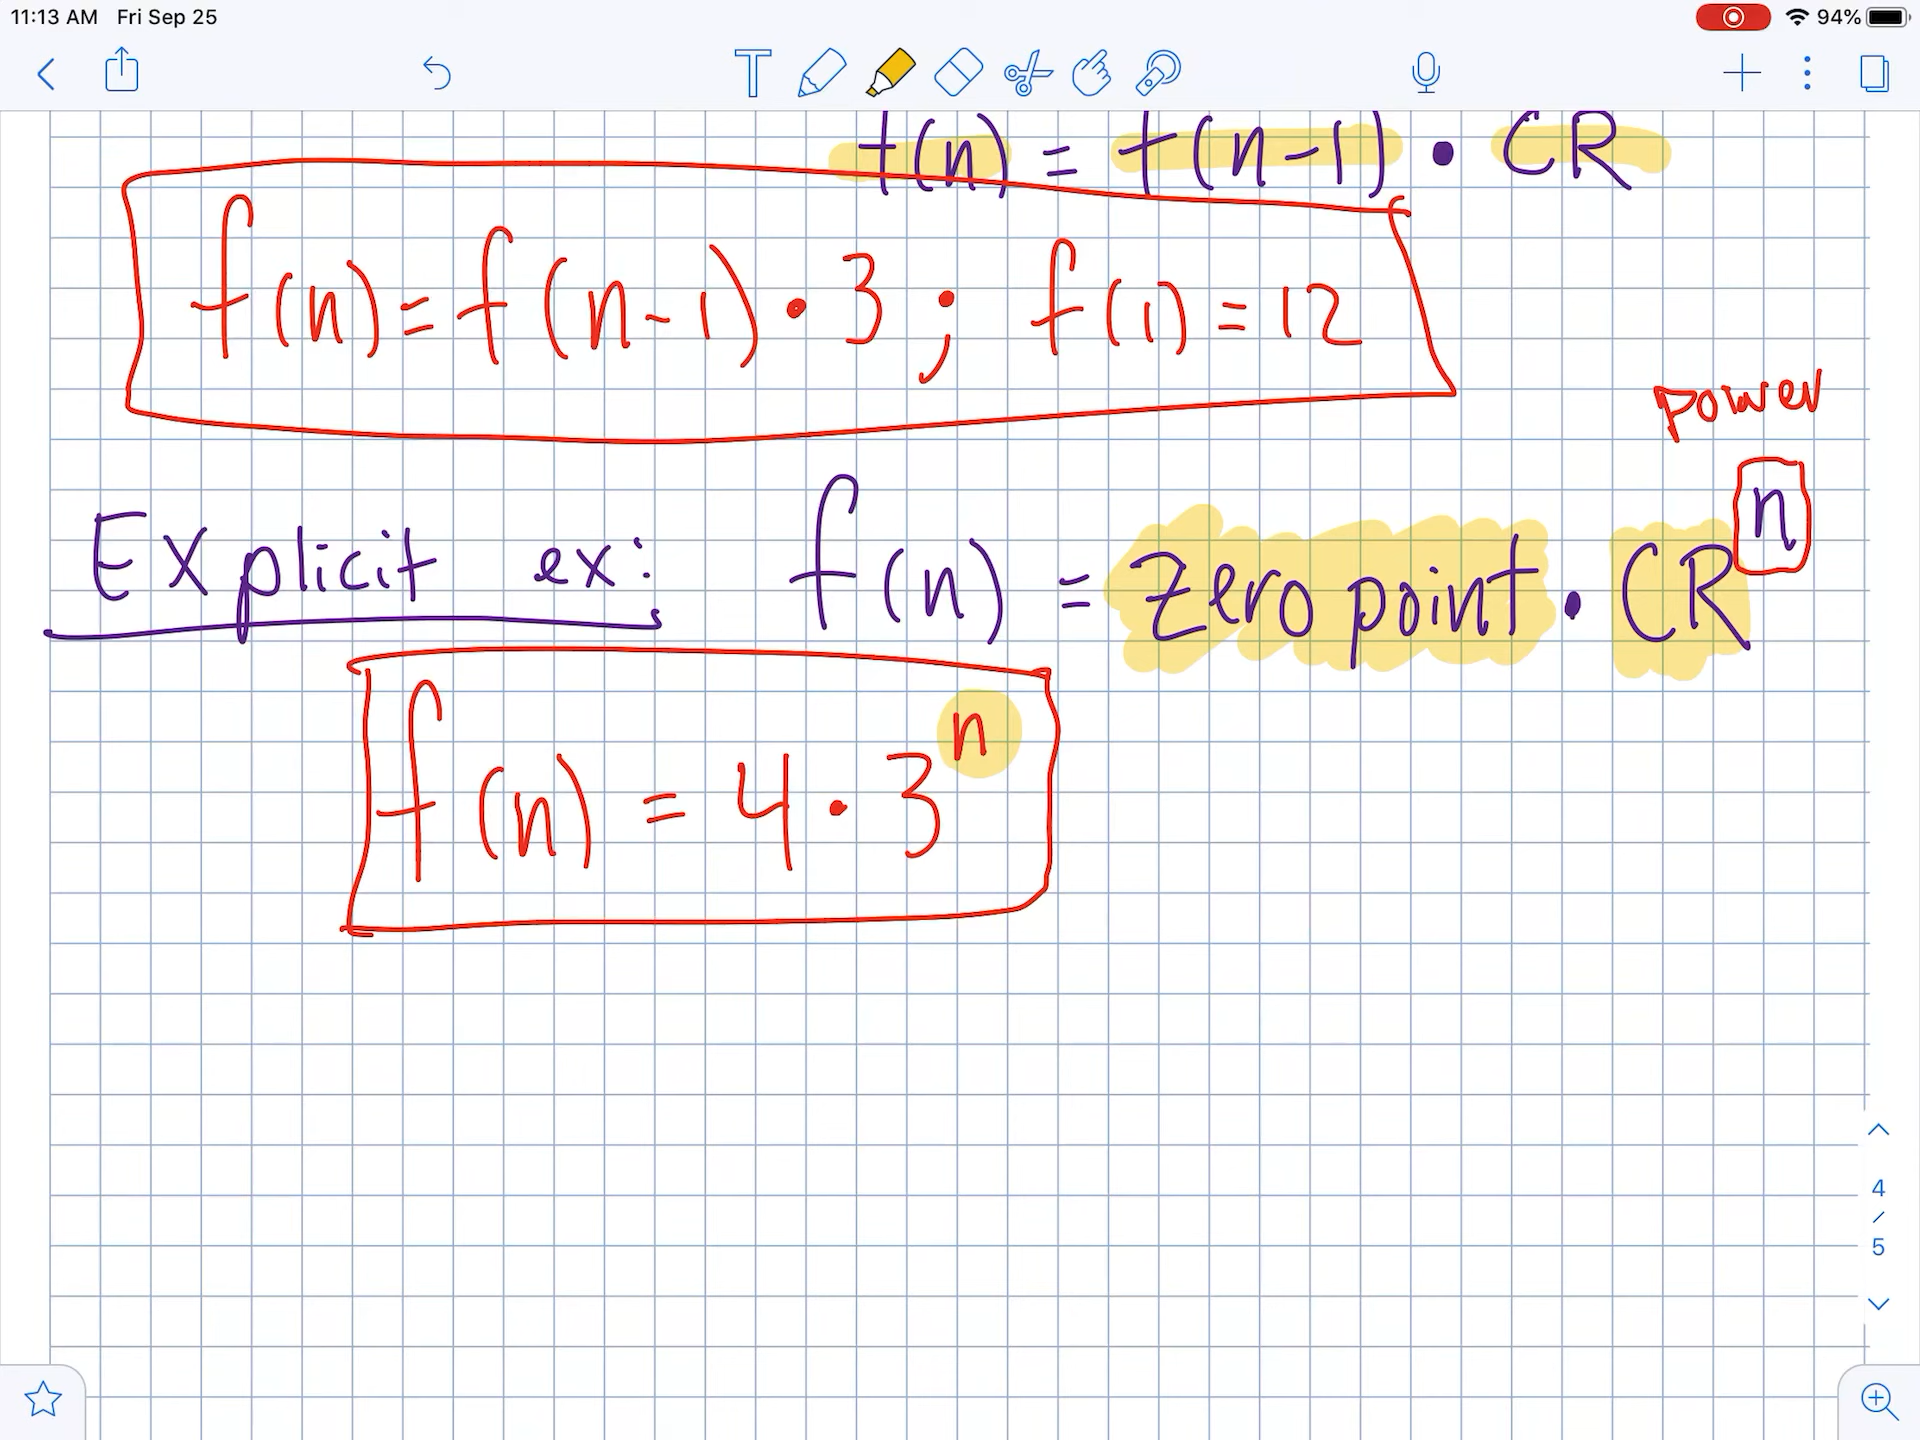 11:13 AM Fri Sep 25 94%
T
f(n) = f(n-1) • CR
f(n) = f(n-1) • 3 ; f(1) = 12
power
Explicit ex: f(n) = Zero point • CR^n
f(n) = 4 • 3^n
4
/
5